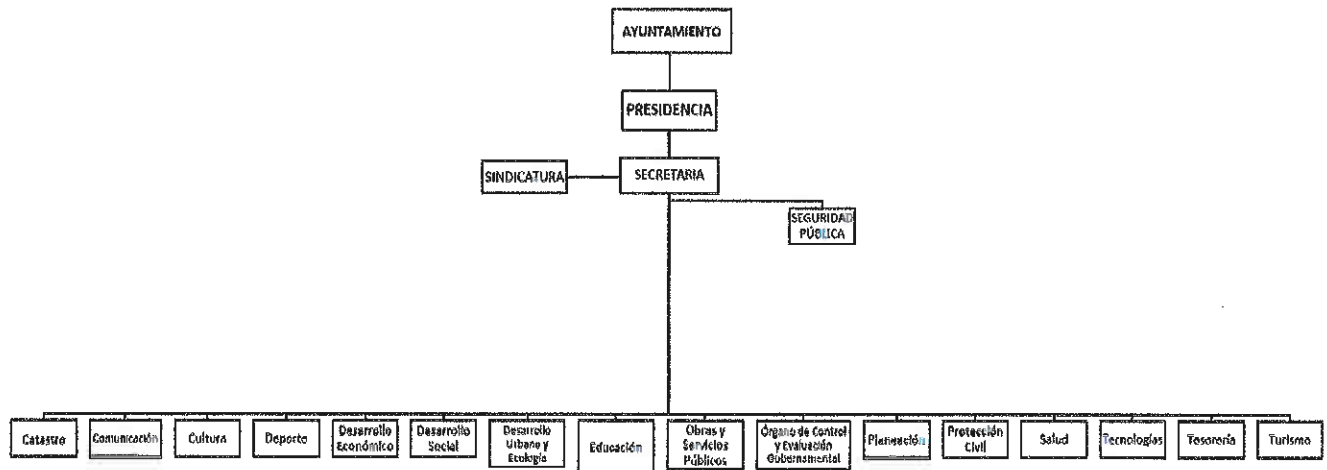 AYUNTAMIENTO
PRESIDENCIA
SINDICATURA
SECRETARIA
SEGURIDAD
PÚBLICA
Catastro
Comunicación
Cultura
Deporte
Desarrollo
Económico
Desarrollo
Social
Desarrollo
Urbano y
Ecología
Educación
Obras y
Servicios
Públicos
Órgano de Control
y Evaluación
Gubernamental
Planeación
Protección
Civil
Salud
Tecnologías
Tesorería
Turismo